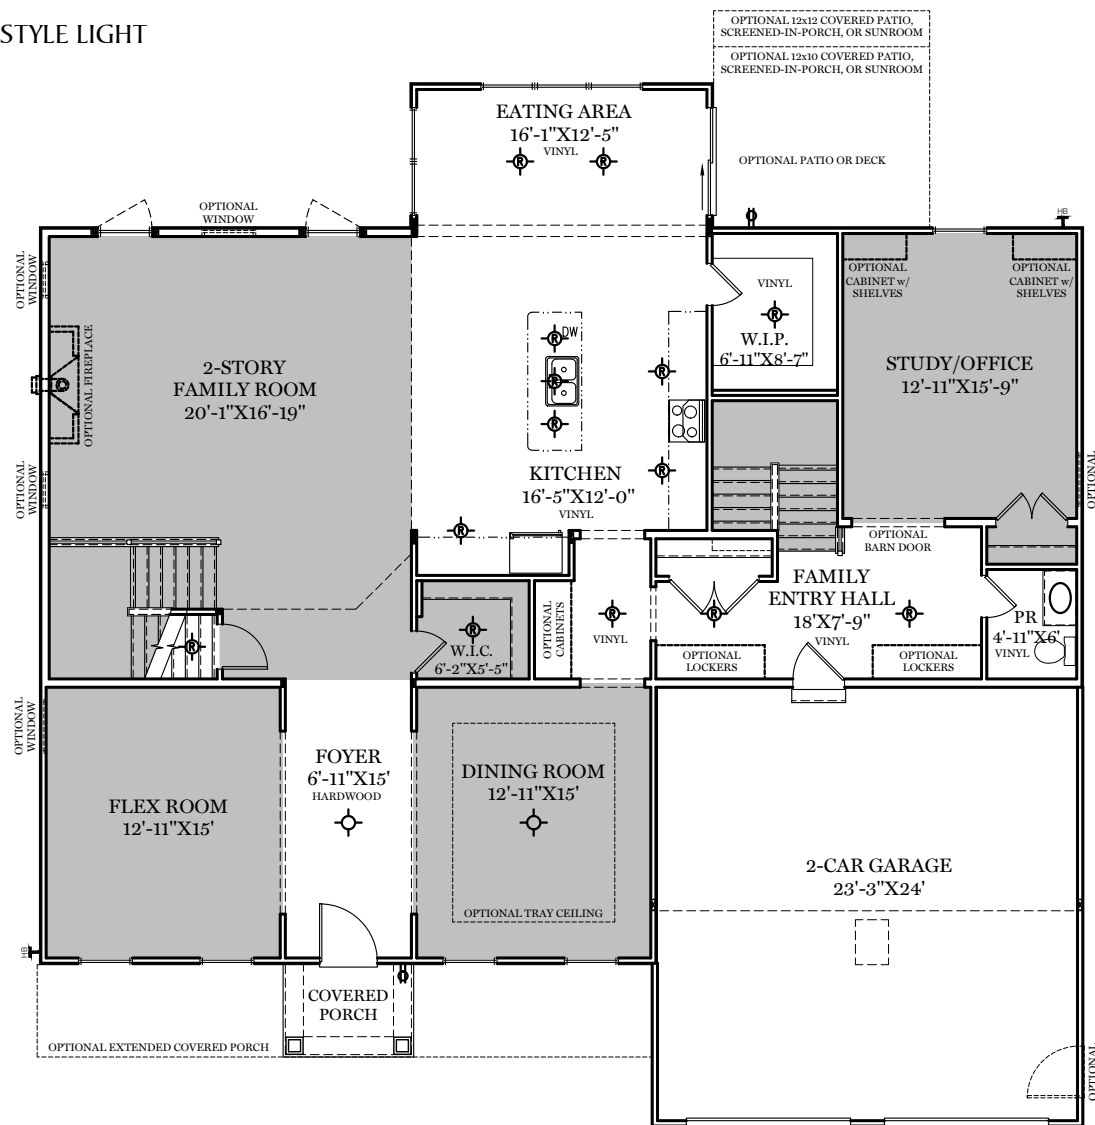 STYLE LIGHT
OPTIONAL 12x12 COVERED PATIO,
SCREENED-IN-PORCH, OR SUNROOM
OPTIONAL 12x10 COVERED PATIO,
SCREENED-IN-PORCH, OR SUNROOM
EATING AREA
16'-1"X12'-5"
VINYL
R
R
OPTIONAL PATIO OR DECK
OPTIONAL
WINDOW
HB
OPTIONAL
WINDOW
OPTIONAL
CABINET w/
SHELVES
OPTIONAL
CABINET w/
SHELVES
VINYL
R
W.I.P.
6'-11"X8'-7"
R
DW
R
R
R
R
OPTIONAL FIREPLACE
2-STORY
FAMILY ROOM
20'-1"X16'-19"
STUDY/OFFICE
12'-11"X15'-9"
OPTIONAL
WINDOW
KITCHEN
16'-5"X12'-0"
VINYL
R
OPTIONAL
OPTIONAL
BARN DOOR
FAMILY
ENTRY HALL
18'X7'-9"
VINYL
R
R
R
VINYL
OPTIONAL
CABINETS
R
W.I.C.
6'-2"X5'-5"
R
OPTIONAL
LOCKERS
OPTIONAL
LOCKERS
PR
4'-11"X6'
VINYL
OPTIONAL
WINDOW
FOYER
6'-11"X15'
HARDWOOD
DINING ROOM
12'-11"X15'
FLEX ROOM
12'-11"X15'
2-CAR GARAGE
23'-3"X24'
OPTIONAL TRAY CEILING
HB
COVERED
PORCH
OPTIONAL EXTENDED COVERED PORCH
OPTIONAL